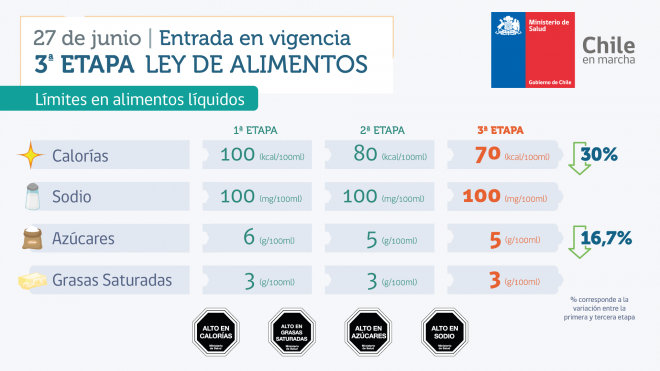 27 de junio | Entrada en vigencia
3ª ETAPA LEY DE ALIMENTOS
Ministerio de
Salud
Gobierno de Chile
Chile
en marcha
Límites en alimentos líquidos
1ª ETAPA 2ª ETAPA 3ª ETAPA
Calorías 100 (kcal/100ml) 80 (kcal/100ml) 70 (kcal/100ml) 30%
Sodio 100 (mg/100ml) 100 (mg/100ml) 100 (mg/100ml)
Azúcares 6 (g/100ml) 5 (g/100ml) 5 (g/100ml) 16,7%
Grasas Saturadas 3 (g/100ml) 3 (g/100ml) 3 (g/100ml)
% corresponde a la
variación entre la
primera y tercera etapa
ALTO EN
CALORÍAS
Ministerio
de Salud
ALTO EN
GRASAS
SATURADAS
Ministerio
de Salud
ALTO EN
AZÚCARES
Ministerio
de Salud
ALTO EN
SODIO
Ministerio
de Salud